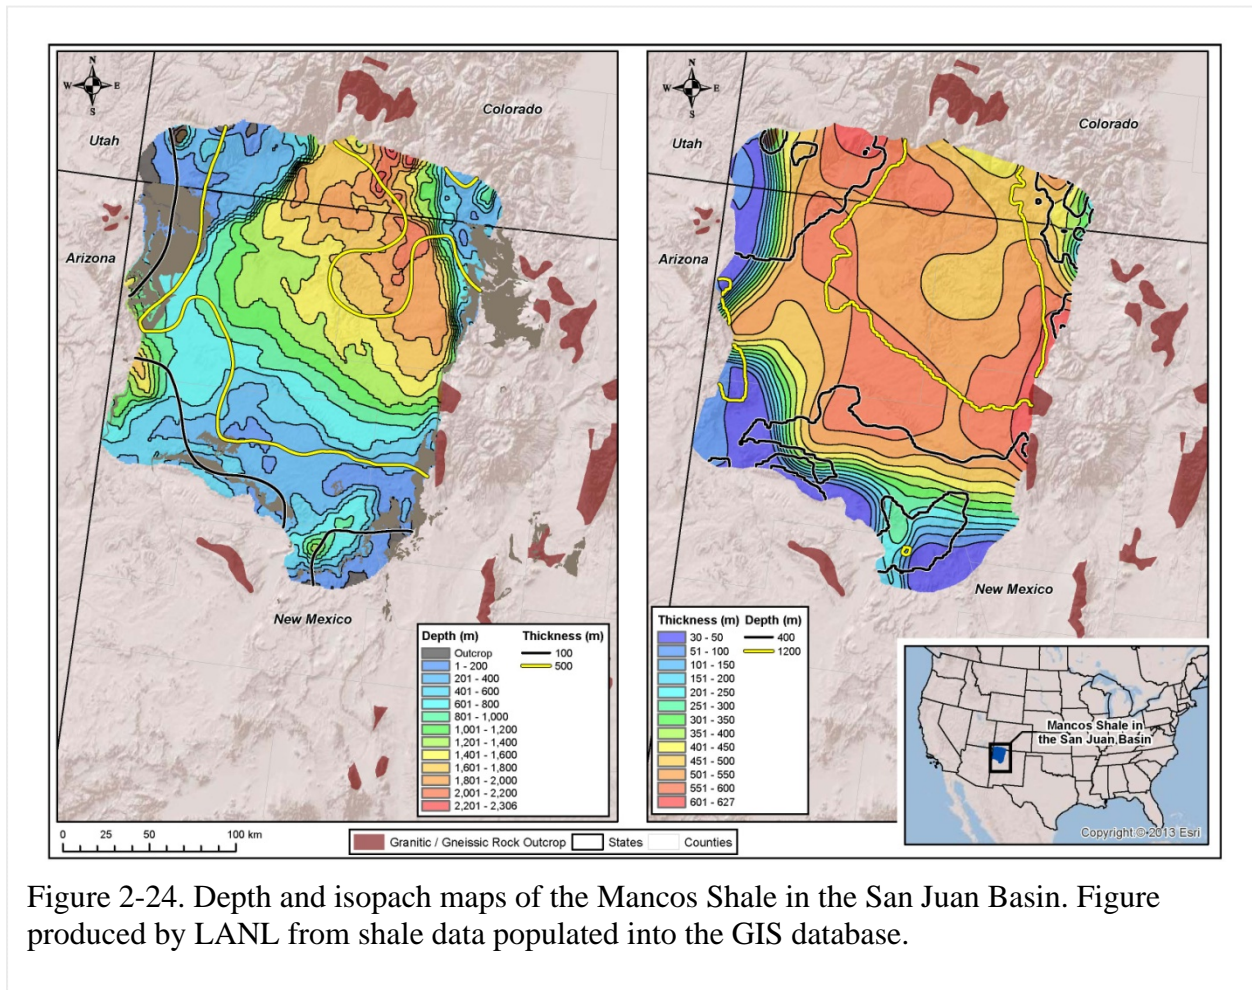 N
W E
S
Colorado
Utah
Arizona
New Mexico
Depth (m)
Outcrop
1 - 200
201 - 400
401 - 600
601 - 800
801 - 1,000
1,001 - 1,200
1,201 - 1,400
1,401 - 1,600
1,601 - 1,800
1,801 - 2,000
2,001 - 2,200
2,201 - 2,306
Thickness (m)
100
500
0 25 50 100 km
N
W E
S
Colorado
Utah
Arizona
New Mexico
Thickness (m)
30 - 50
51 - 100
101 - 150
151 - 200
201 - 250
251 - 300
301 - 350
351 - 400
401 - 450
451 - 500
501 - 550
551 - 600
601 - 627
Depth (m)
400
1200
Mancos Shale in
the San Juan Basin
Copyright:© 2013 Esri
Granitic / Gneissic Rock Outcrop States Counties
Figure 2-24. Depth and isopach maps of the Mancos Shale in the San Juan Basin. Figure
produced by LANL from shale data populated into the GIS database.